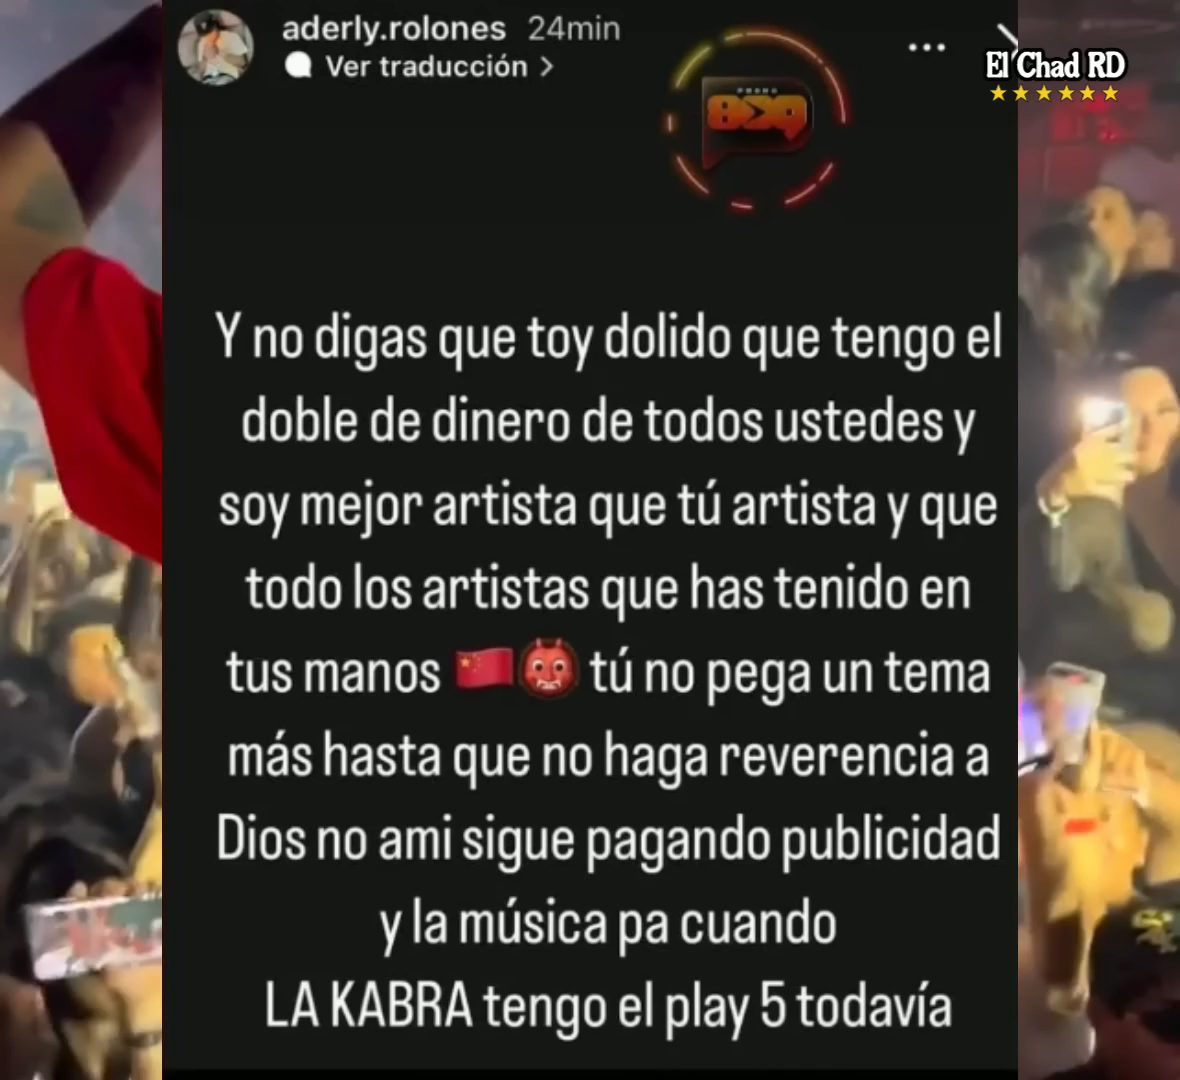 aderly.rolones 24min
Ver traducción >
El Chad RD
PROMO
829
Y no digas que toy dolido que tengo el
doble de dinero de todos ustedes y
soy mejor artista que tú artista y que
todo los artistas que has tenido en
tus manos 🇨🇳👹 tú no pega un tema
más hasta que no haga reverencia a
Dios no ami sigue pagando publicidad
y la música pa cuando
LA KABRA tengo el play 5 todavía